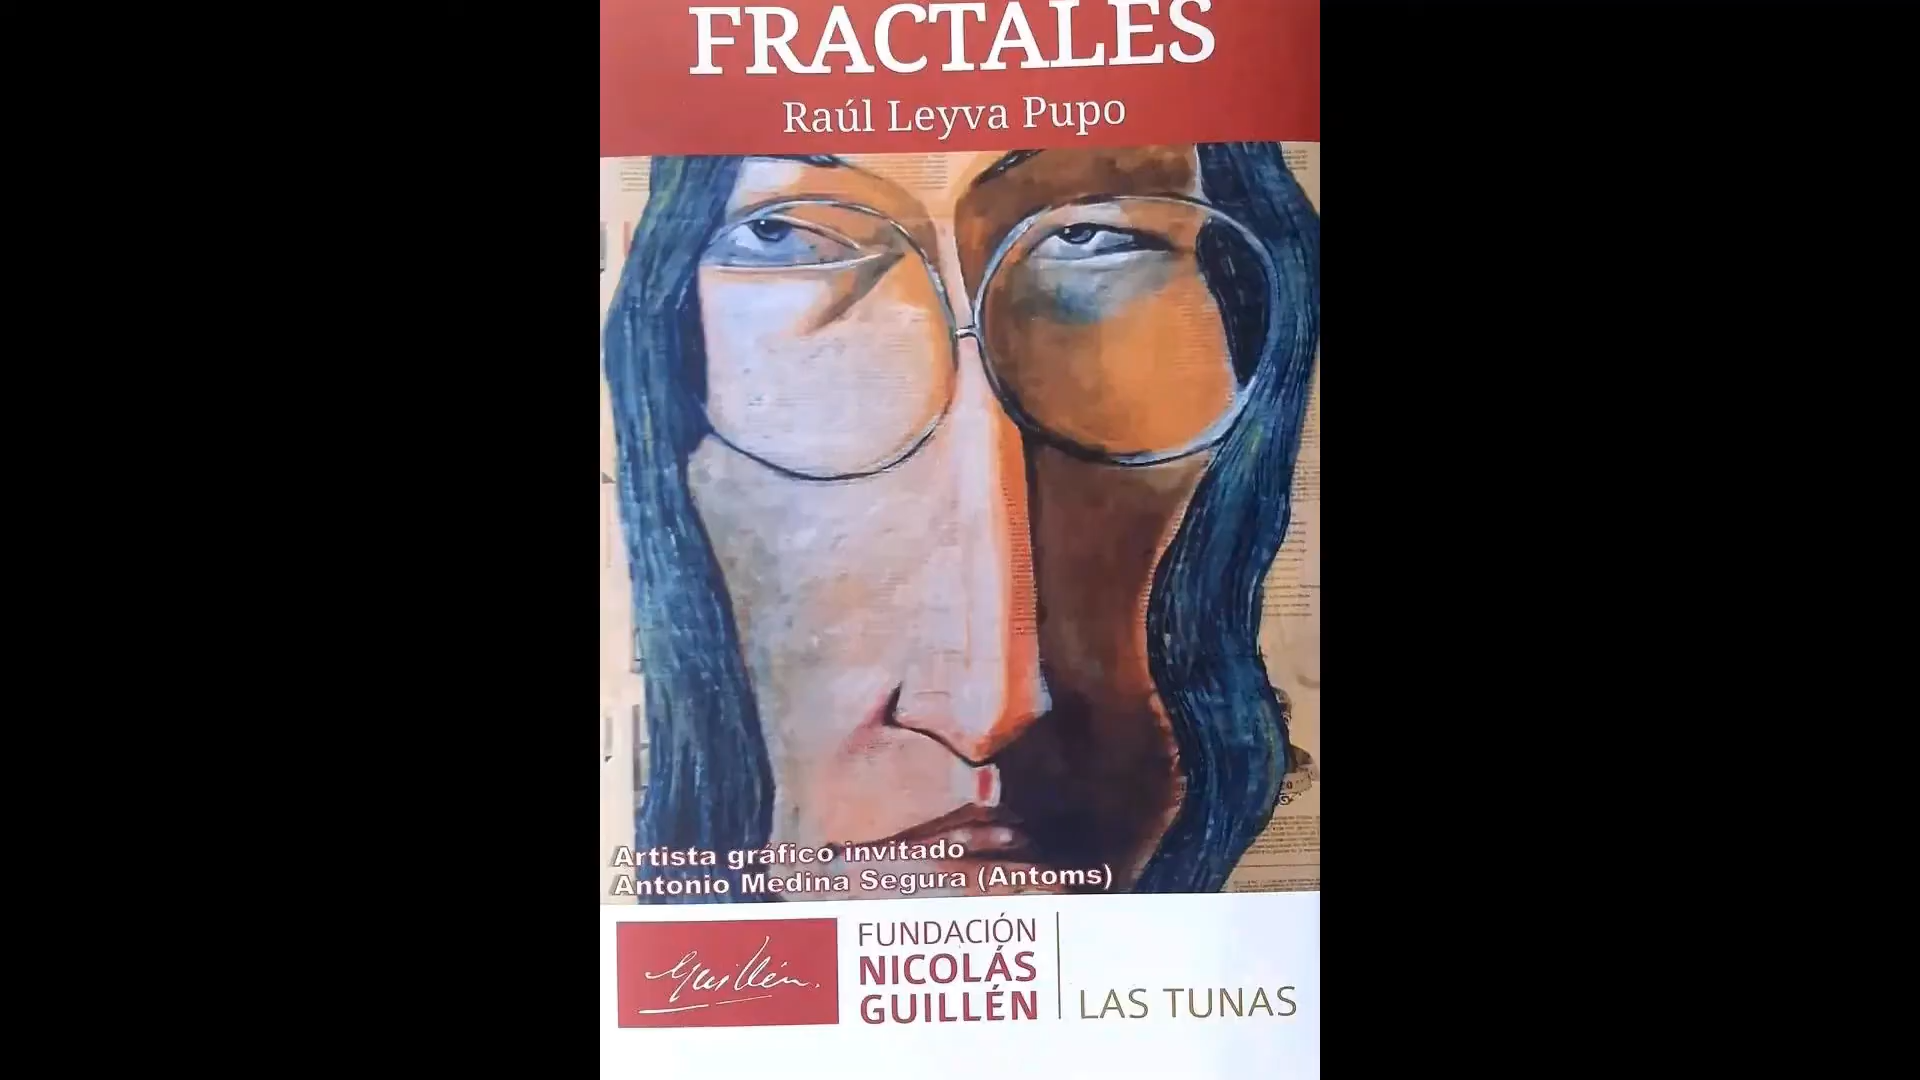 FRACTALES
Raúl Leyva Pupo
Artista gráfico invitado
Antonio Medina Segura (Antoms)
Guillén
FUNDACIÓN
NICOLÁS
GUILLÉN
LAS TUNAS